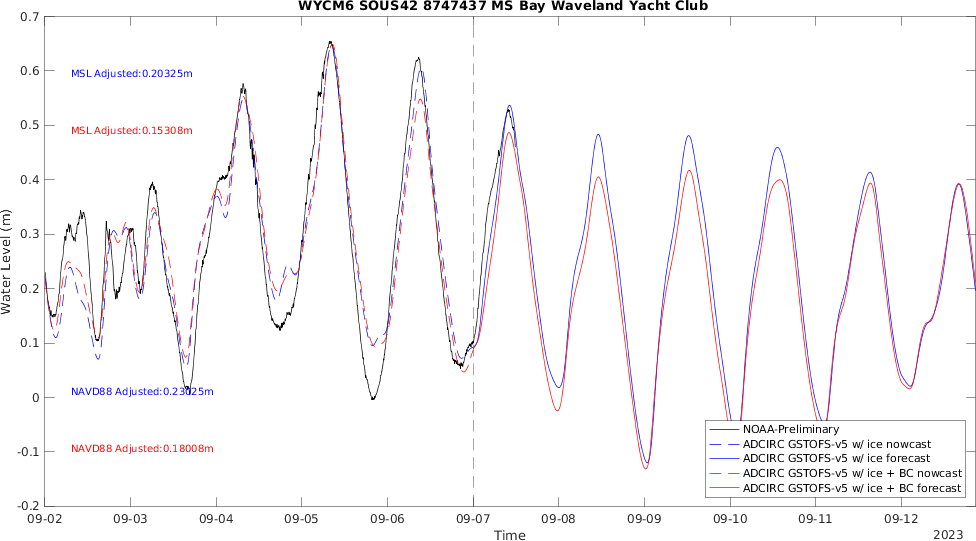 WYCM6 SOUS42 8747437 MS Bay Waveland Yacht Club
0.7
0.6
0.5
0.4
0.3
0.2
0.1
0
-0.1
-0.2
Water Level (m)
MSL Adjusted:0.20325m
MSL Adjusted:0.15308m
NAVD88 Adjusted:0.23025m
NAVD88 Adjusted:0.18008m
NOAA-Preliminary
ADCIRC GSTOFS-v5 w/ ice nowcast
ADCIRC GSTOFS-v5 w/ ice forecast
ADCIRC GSTOFS-v5 w/ ice + BC nowcast
ADCIRC GSTOFS-v5 w/ ice + BC forecast
09-02 09-03 09-04 09-05 09-06 09-07 09-08 09-09 09-10 09-11 09-12
Time
2023